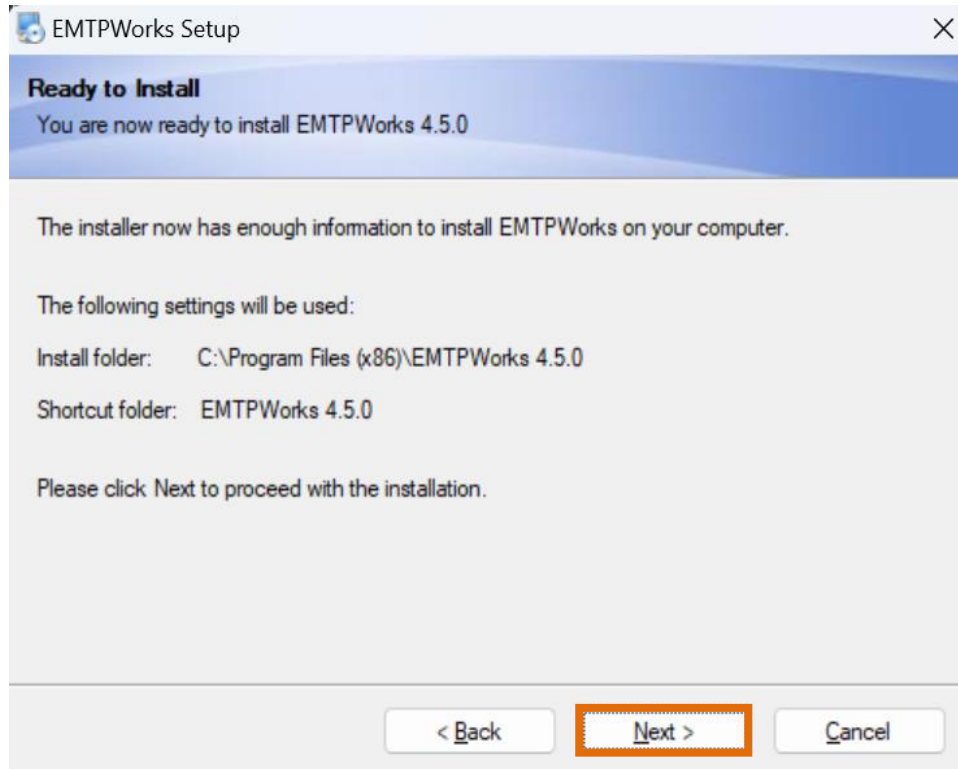 EMTPWorks Setup
Ready to Install
You are now ready to install EMTPWorks 4.5.0
The installer now has enough information to install EMTPWorks on your computer.
The following settings will be used:
Install folder: C:\Program Files (x86)\EMTPWorks 4.5.0
Shortcut folder: EMTPWorks 4.5.0
Please click Next to proceed with the installation.
< Back Next > Cancel